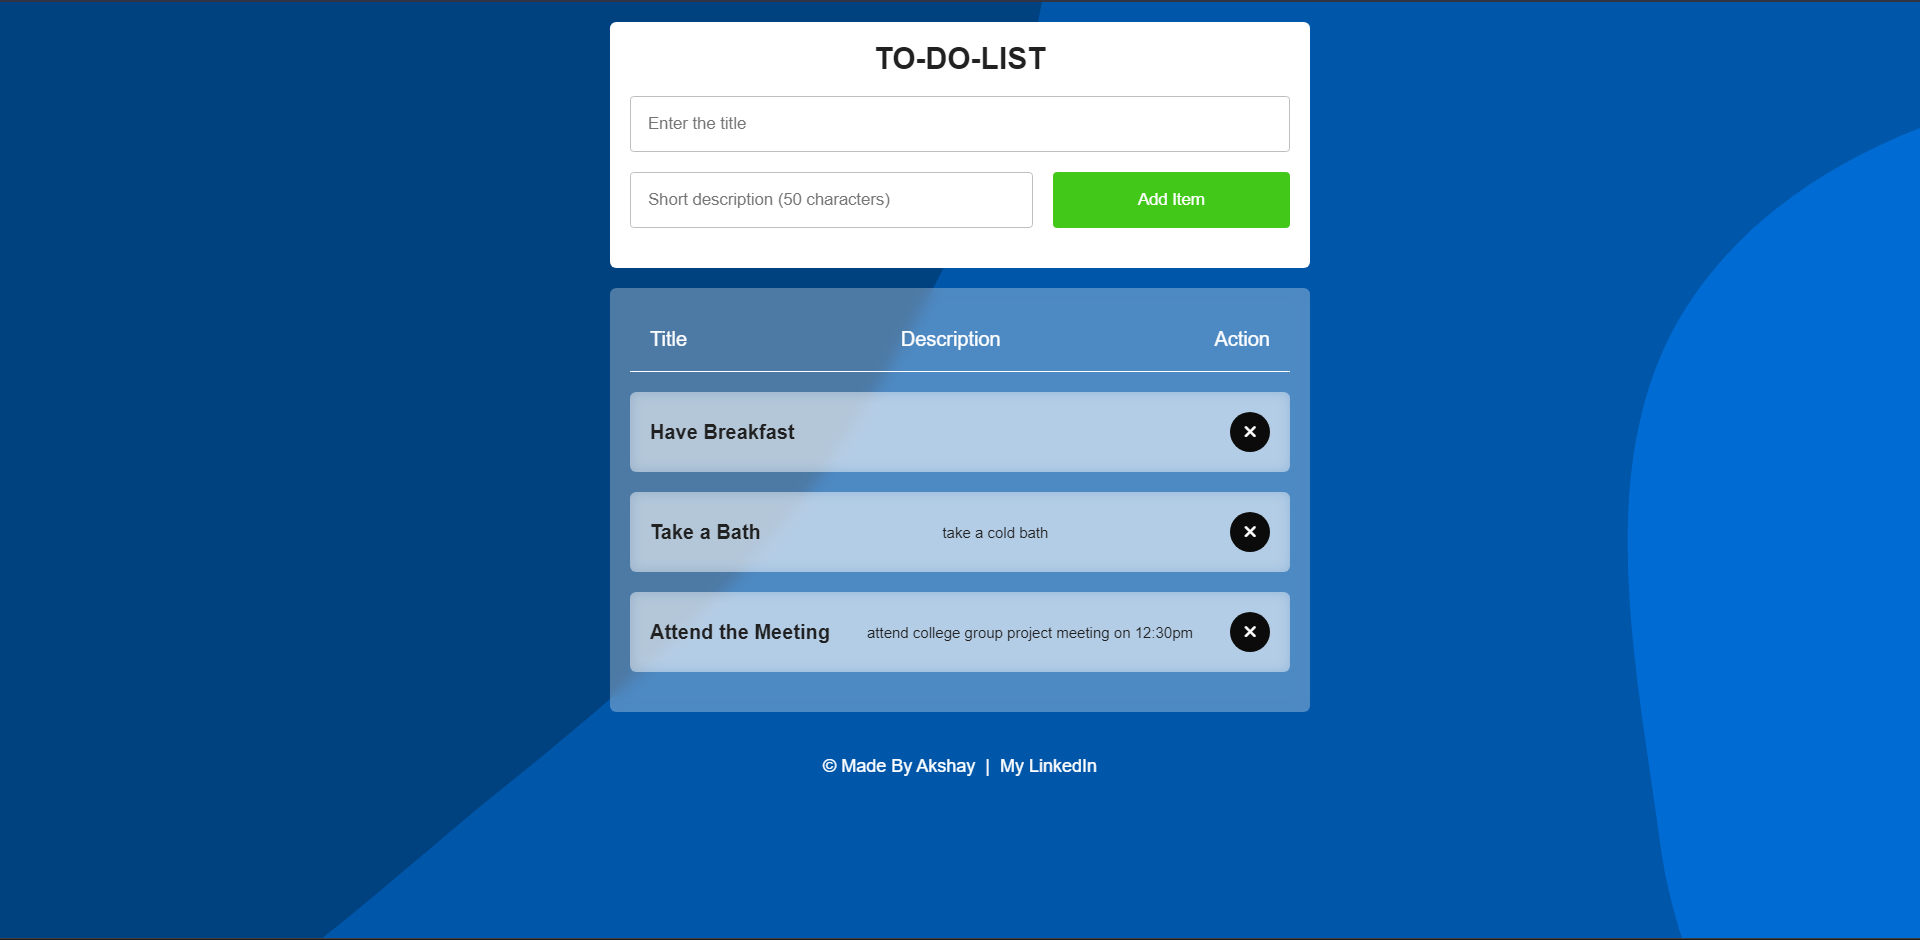 TO-DO-LIST
Enter the title
Short description (50 characters) Add Item
Title Description Action
Have Breakfast ✕
Take a Bath take a cold bath ✕
Attend the Meeting attend college group project meeting on 12:30pm ✕
© Made By Akshay | My LinkedIn